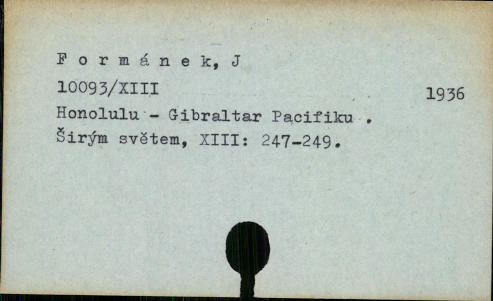 F o r m á n e k, J
10093/XIII 1936
Honolulu - Gibraltar Pacifiku .
Širým světem, XIII: 247-249.